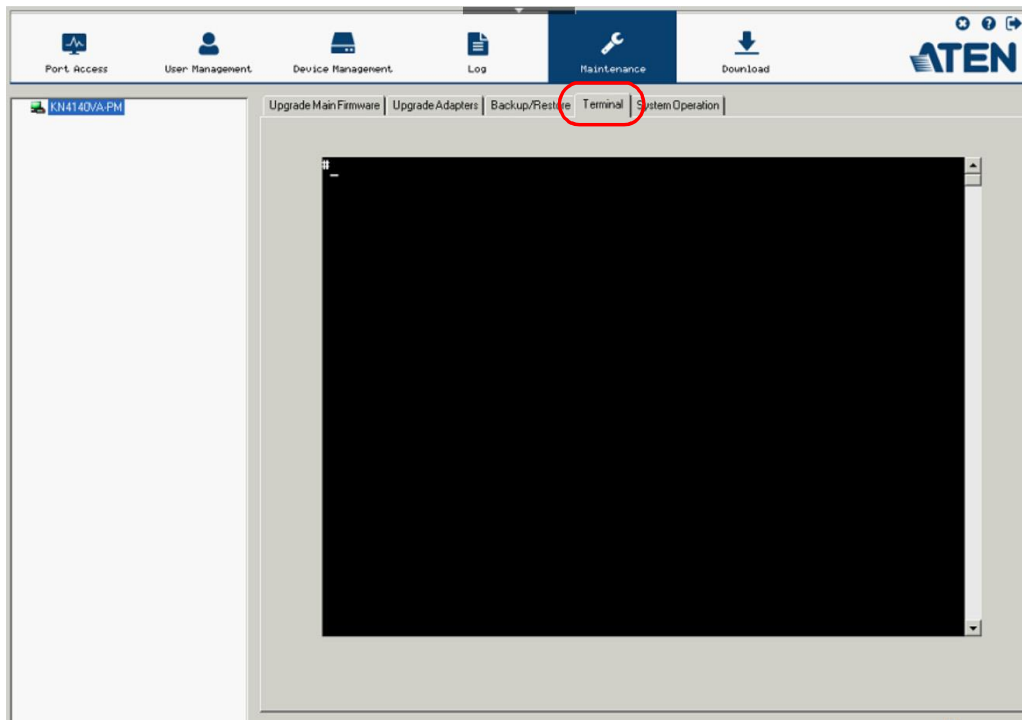 Port Access
User Management
Device Management
Log
Maintenance
Download
ATEN
KN4140VA-PM
Upgrade Main Firmware
Upgrade Adapters
Backup/Restore
Terminal
System Operation
#_